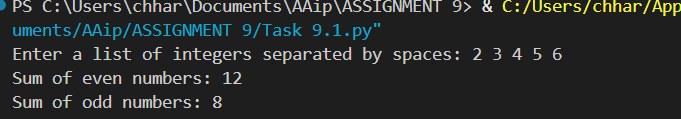 PS C:\Users\chhar\Documents\AAip\ASSIGNMENT 9> & C:/Users/chhar/App
uments/AAip/ASSIGNMENT 9/Task 9.1.py"
Enter a list of integers separated by spaces: 2 3 4 5 6
Sum of even numbers: 12
Sum of odd numbers: 8